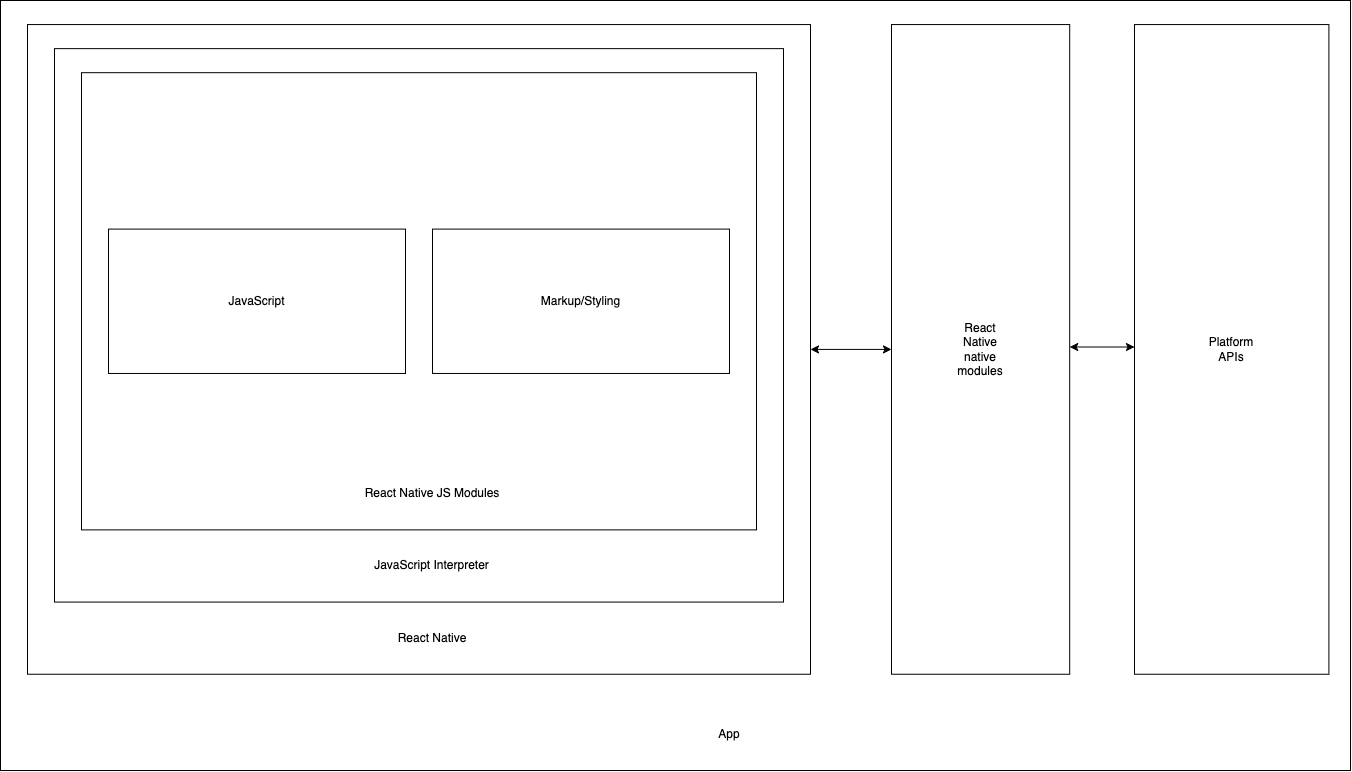 JavaScript
Markup/Styling
React Native JS Modules
JavaScript Interpreter
React Native
React
Native
native
modules
Platform
APIs
App